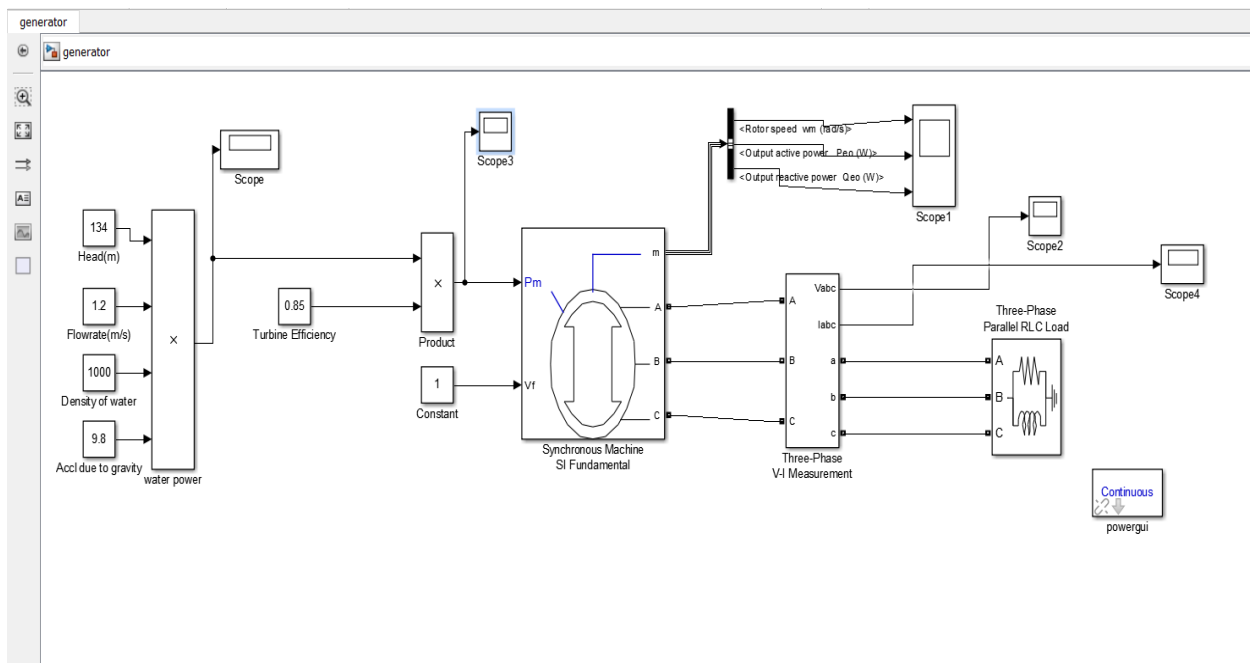 generator
generator
134
Head(m)
1.2
Flowrate(m/s)
1000
Density of water
9.8
Accl due to gravity
×
water power
Scope
0.85
Turbine Efficiency
×
Product
1
Constant
Scope3
Pm
Vf
m
A
B
C
Synchronous Machine
SI Fundamental
<Rotor speed wm (rad/s)>
<Output active power Peo (W)>
<Output reactive power Qeo (W)>
Scope1
A
B
C
Vabc
Iabc
a
b
c
Three-Phase
V-I Measurement
Scope2
Scope4
Three-Phase
Parallel RLC Load
A
B
C
Continuous
powergui